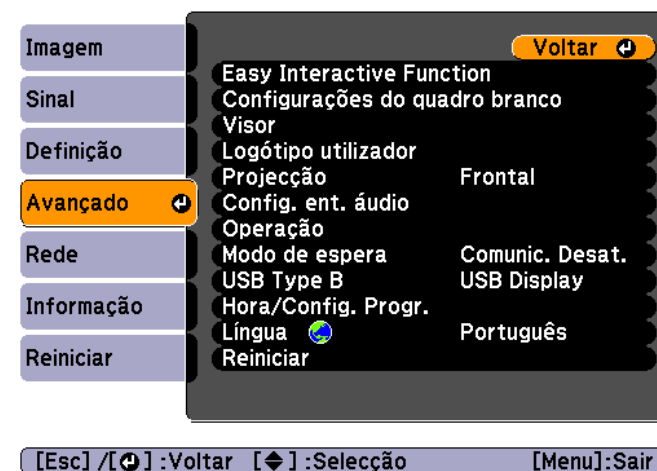 Imagem
Sinal
Definição
Avançado
Rede
Informação
Reiniciar
Voltar
Easy Interactive Function
Configurações do quadro branco
Visor
Logótipo utilizador
Projecção Frontal
Config. ent. áudio
Operação
Modo de espera Comunic. Desat.
USB Type B USB Display
Hora/Config. Progr.
Língua Português
Reiniciar
[Esc] /[ ] :Voltar [ ] :Selecção [Menu]:Sair